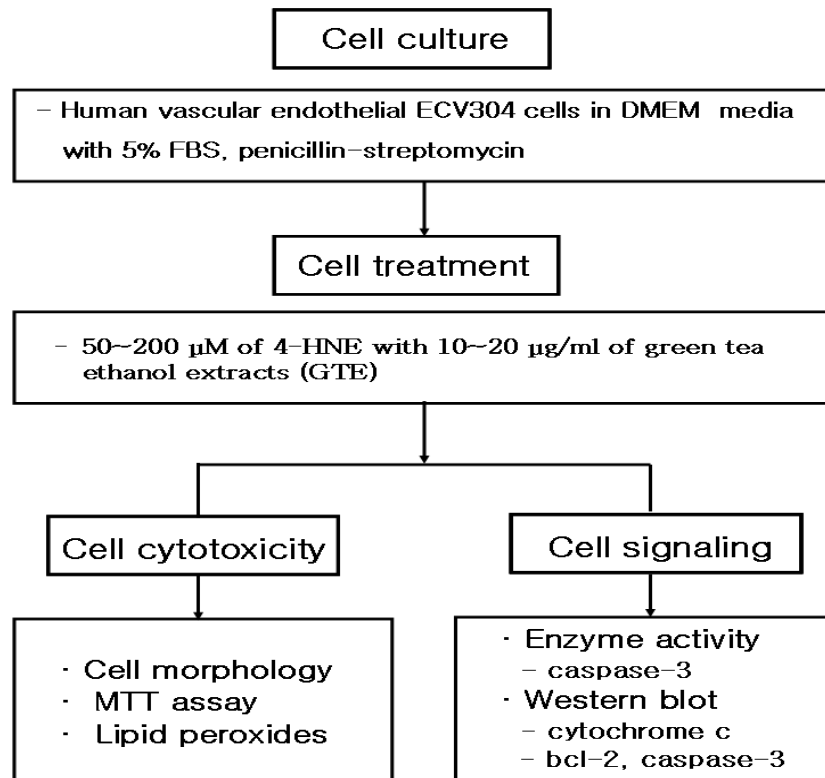 Cell culture
- Human vascular endothelial ECV304 cells in DMEM media
with 5% FBS, penicillin-streptomycin
Cell treatment
- 50~200 μM of 4-HNE with 10~20 μg/ml of green tea
ethanol extracts (GTE)
Cell cytotoxicity
· Cell morphology
· MTT assay
· Lipid peroxides
Cell signaling
· Enzyme activity
- caspase-3
· Western blot
- cytochrome c
- bcl-2, caspase-3